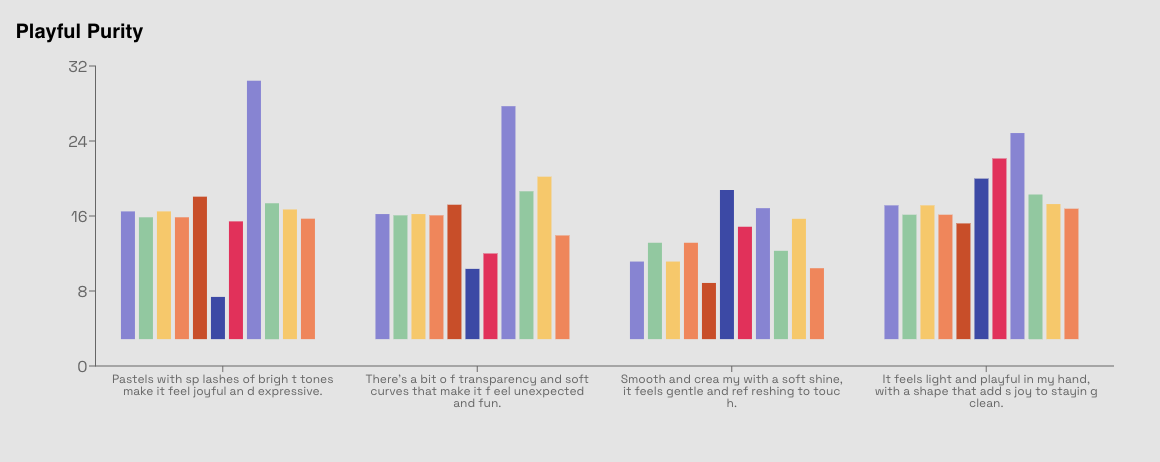 Playful Purity
32
24
16
8
0
Pastels with sp lashes of brigh t tones
make it feel joyful an d expressive.
There's a bit o f transparency and soft
curves that make it f eel unexpected
and fun.
Smooth and crea my with a soft shine,
it feels gentle and ref reshing to touc
h.
It feels light and playful in my hand,
with a shape that add s joy to stayin g
clean.